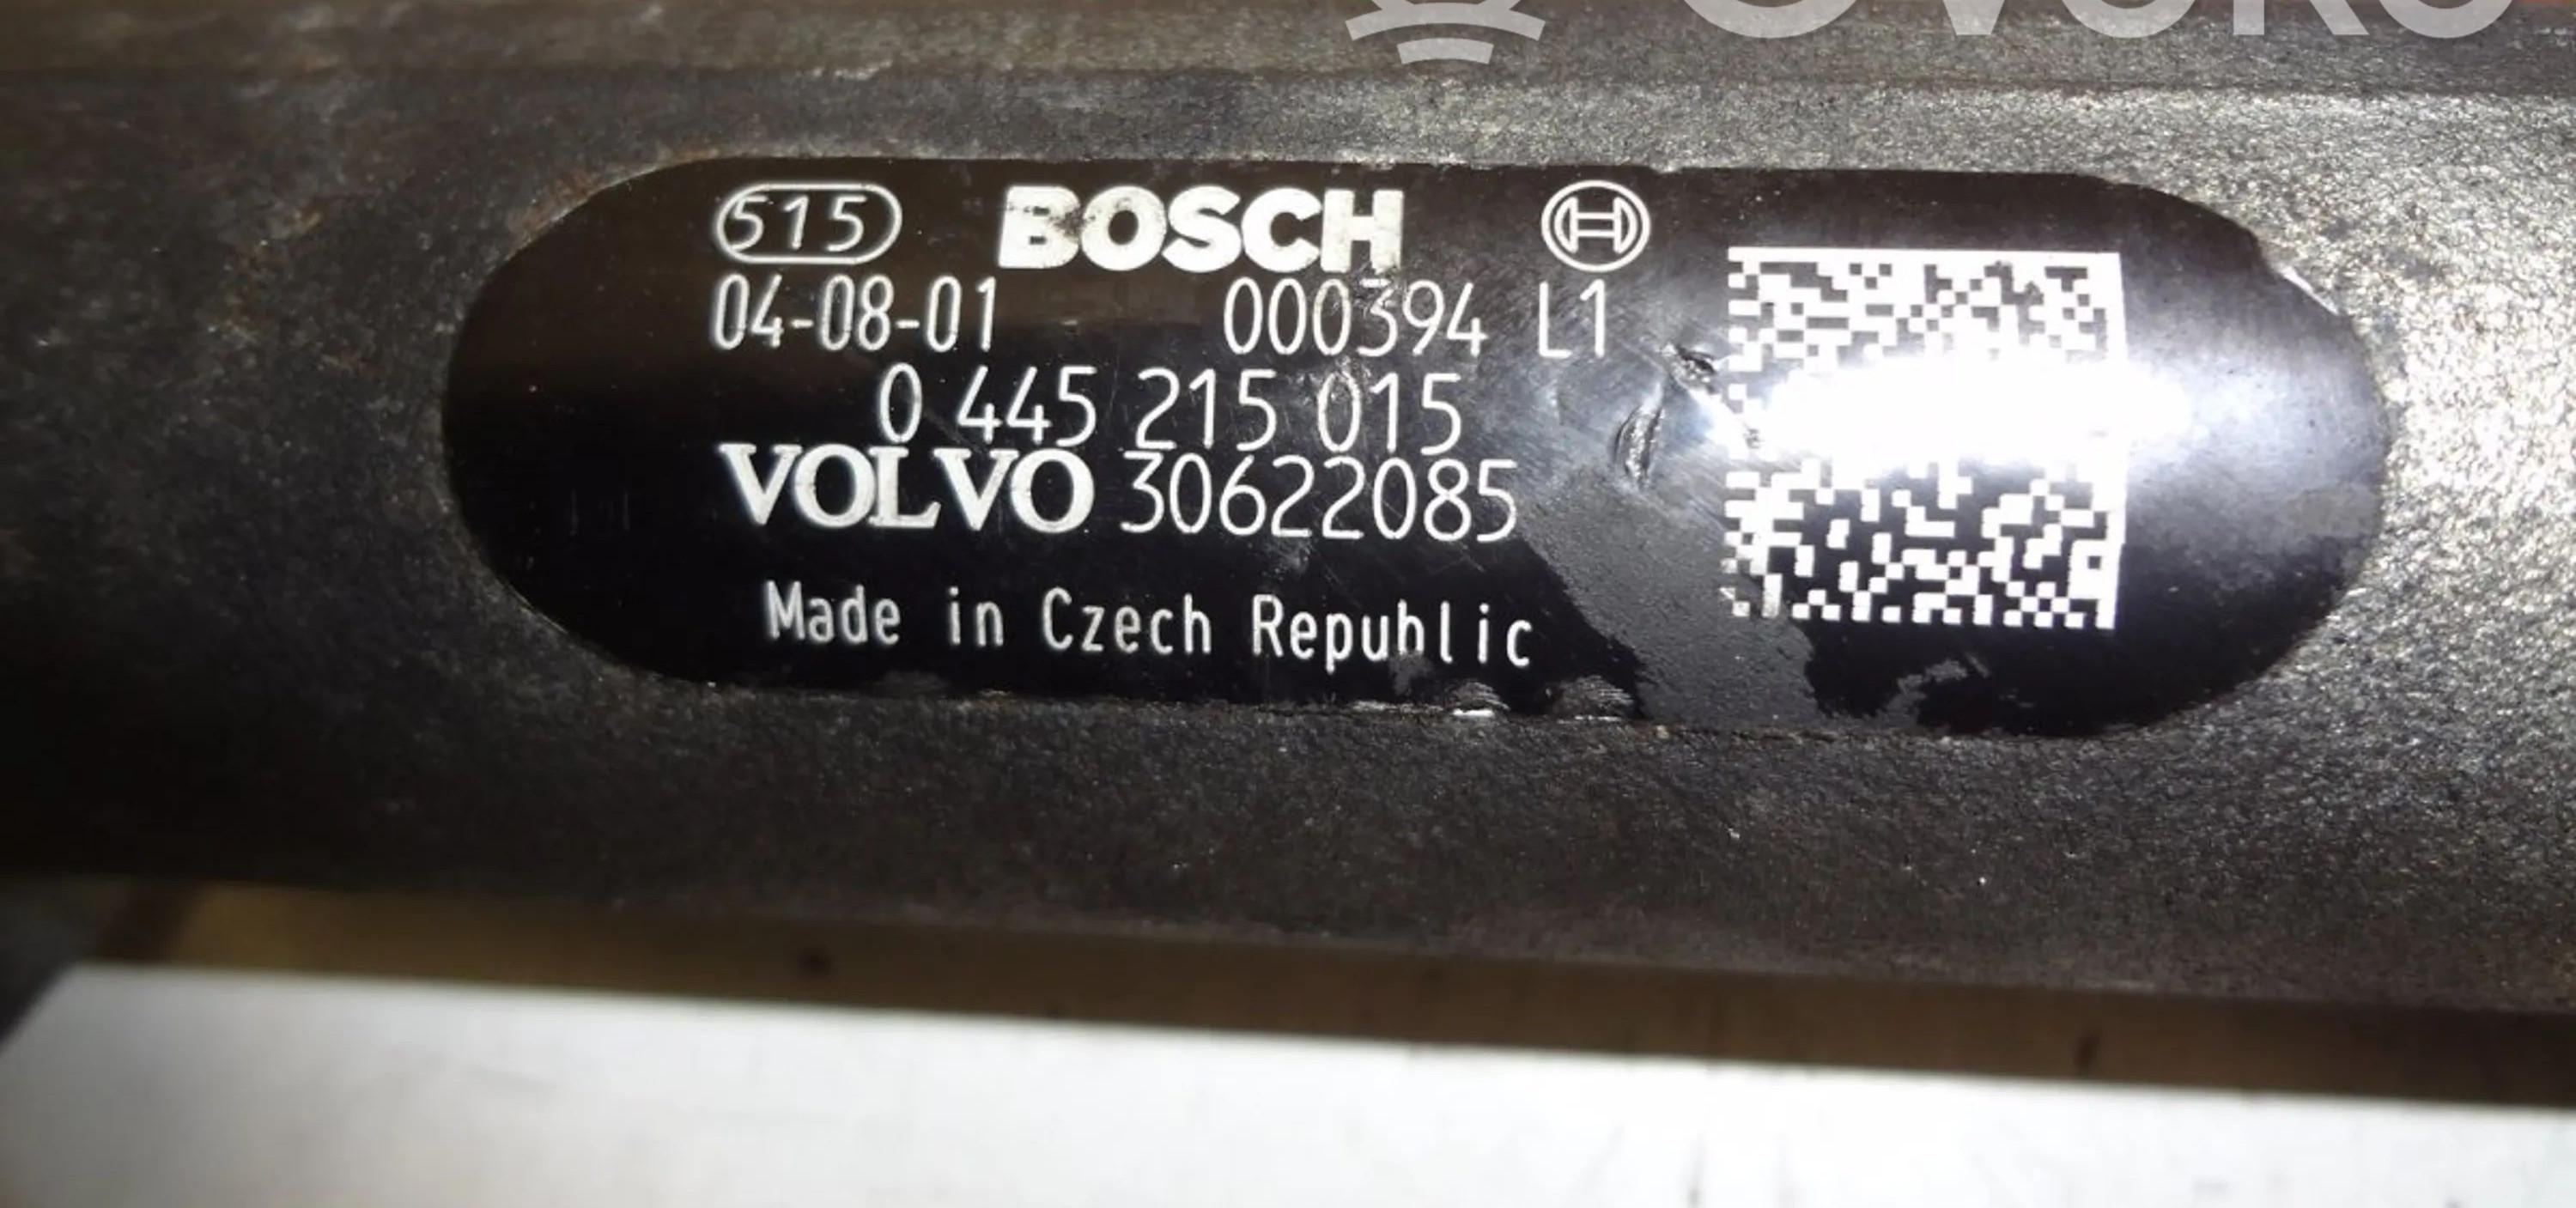 515 BOSCH
04-08-01 000394 L1
0 445 215 015
VOLVO 30622085
Made in Czech Republic